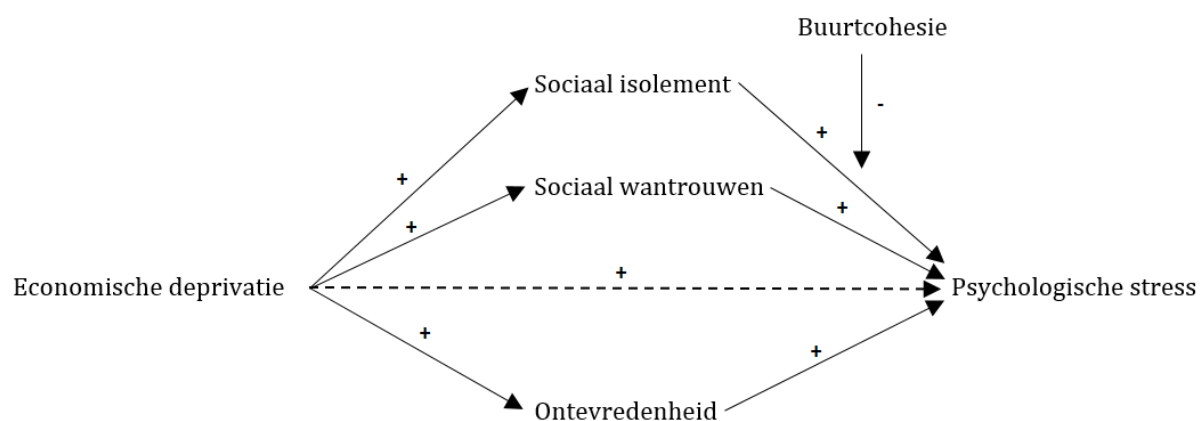 Buurtcohesie
Sociaal isolement
-
+
+
Sociaal wantrouwen
+
+
+
Economische deprivatie
Psychologische stress
+
+
Ontevredenheid